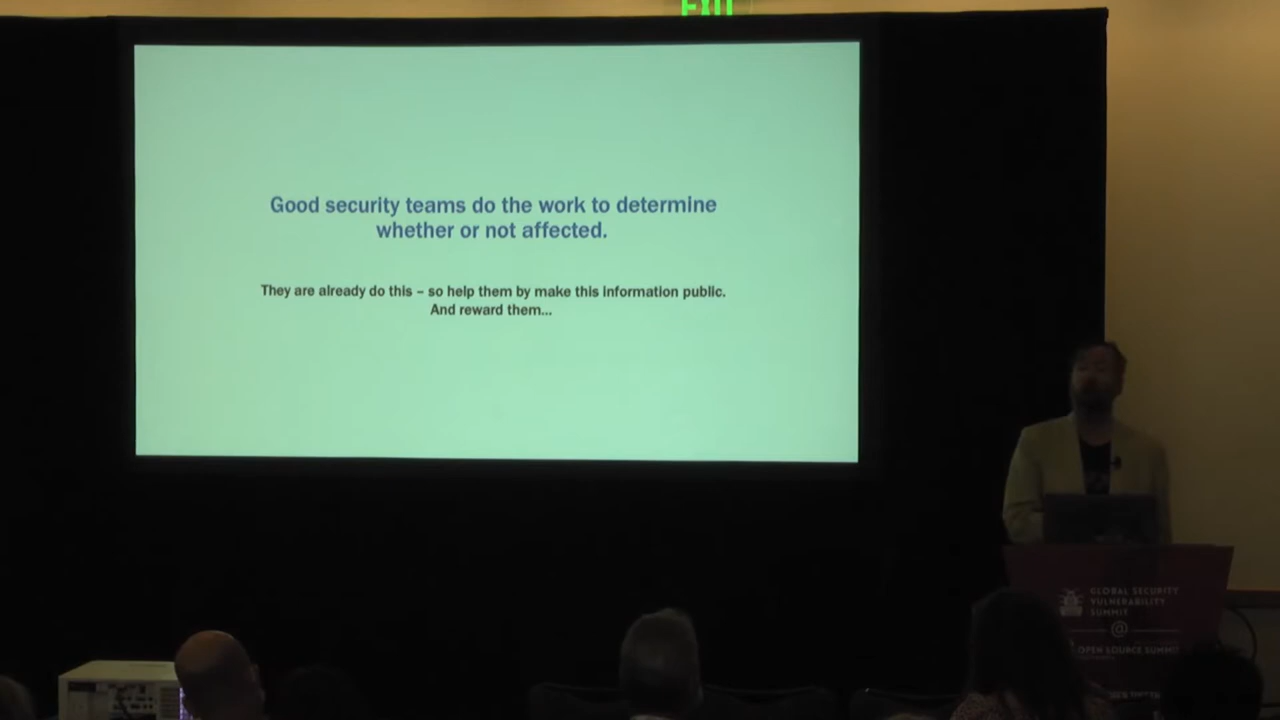 EXIT
Good security teams do the work to determine
whether or not affected.
They are already do this – so help them by make this information public.
And reward them...
GLOBAL SECURITY
VULNERABILITY
SUMMIT
@
OPEN SOURCE SUMMIT